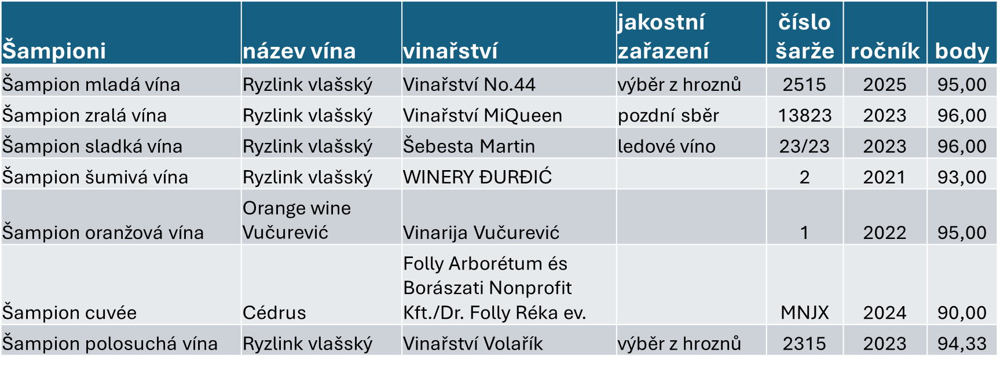 Šampioni název vína vinařství jakostní zařazení číslo šarže ročník body
Šampion mladá vína Ryzlink vlašský Vinařství No.44 výběr z hroznů 2515 2025 95,00
Šampion zralá vína Ryzlink vlašský Vinařství MiQueen pozdní sběr 13823 2023 96,00
Šampion sladká vína Ryzlink vlašský Šebesta Martin ledové víno 23/23 2023 96,00
Šampion šumivá vína Ryzlink vlašský WINERY ĐURĐIĆ 2 2021 93,00
Šampion oranžová vína Orange wine Vučurević Vinarija Vučurević 1 2022 95,00
Šampion cuvée Cédrus Folly Arborétum és Borászati Nonprofit Kft./Dr. Folly Réka ev. MNJX 2024 90,00
Šampion polosuchá vína Ryzlink vlašský Vinařství Volařík výběr z hroznů 2315 2023 94,33